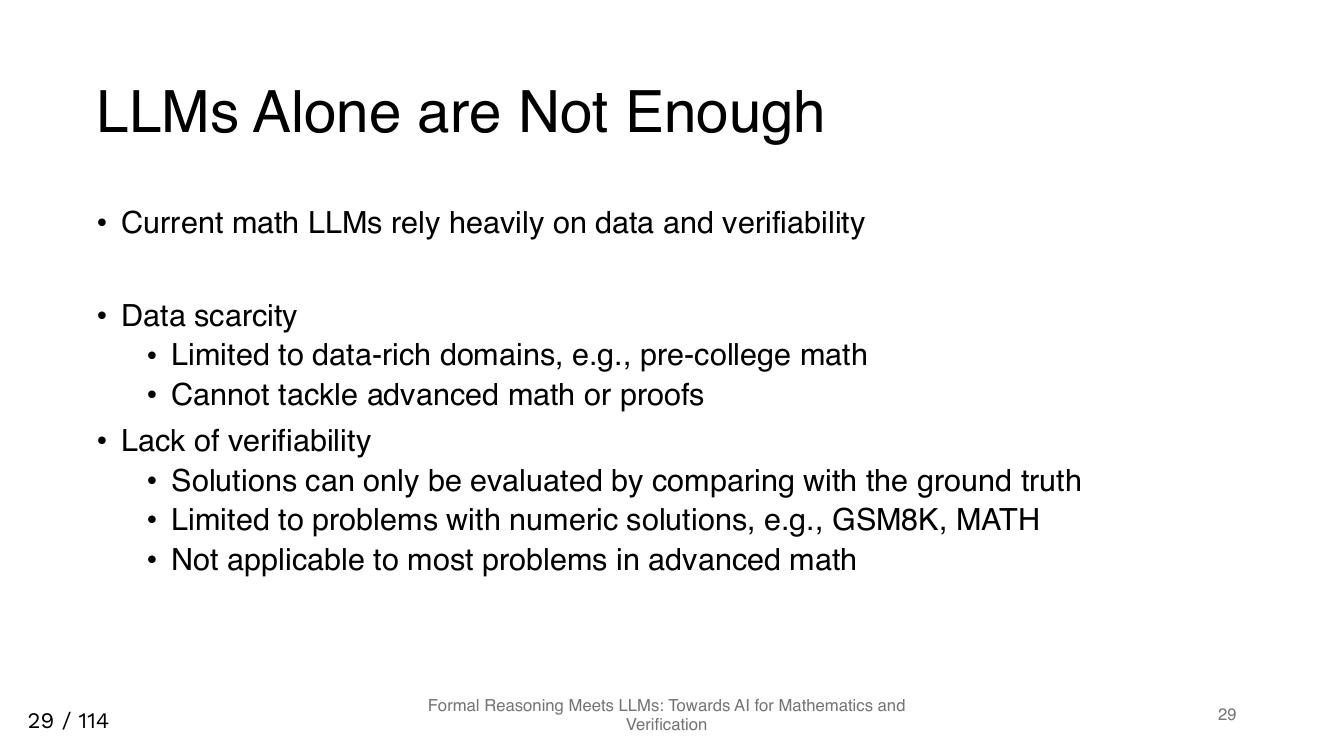 LLMs Alone are Not Enough
• Current math LLMs rely heavily on data and verifiability
• Data scarcity
• Limited to data-rich domains, e.g., pre-college math
• Cannot tackle advanced math or proofs
• Lack of verifiability
• Solutions can only be evaluated by comparing with the ground truth
• Limited to problems with numeric solutions, e.g., GSM8K, MATH
• Not applicable to most problems in advanced math
29 / 114
Formal Reasoning Meets LLMs: Towards AI for Mathematics and
Verification
29